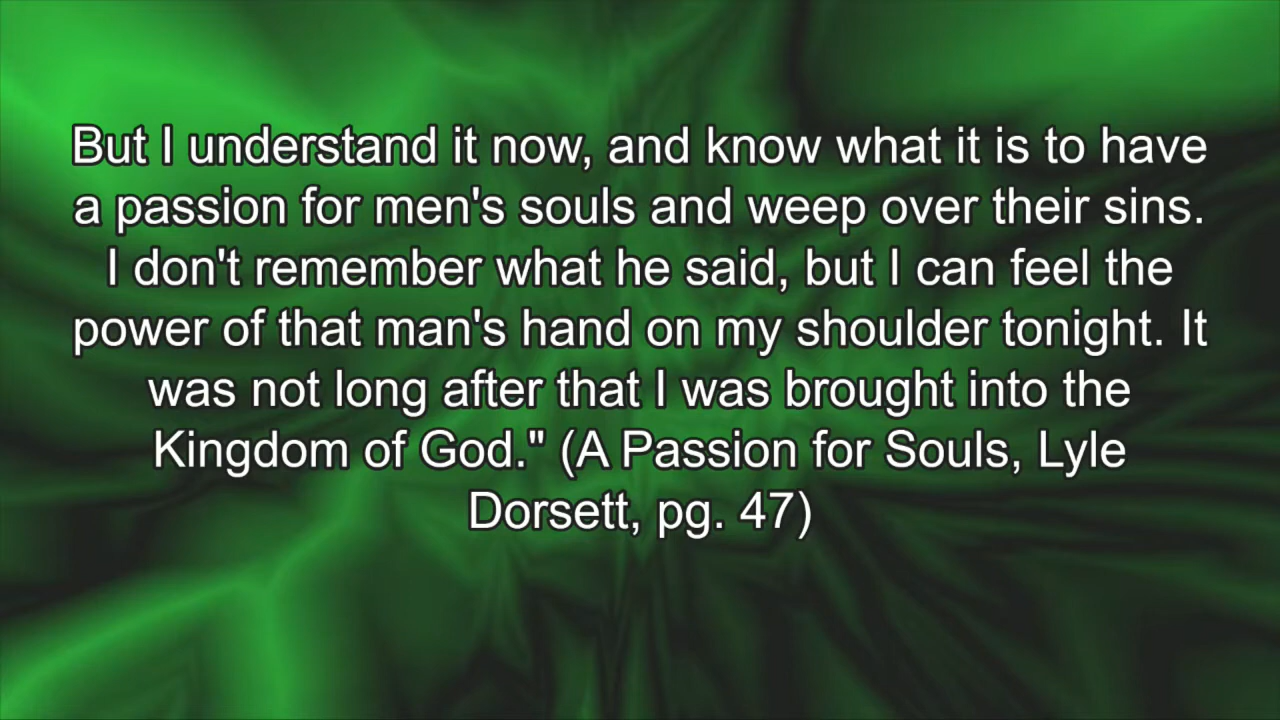 But I understand it now, and know what it is to have
a passion for men's souls and weep over their sins.
I don't remember what he said, but I can feel the
power of that man's hand on my shoulder tonight. It
was not long after that I was brought into the
Kingdom of God." (A Passion for Souls, Lyle
Dorsett, pg. 47)